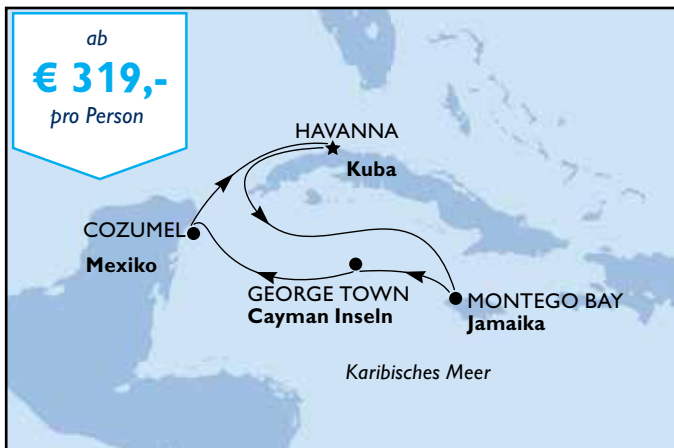 ab
€ 319,-
pro Person
HAVANNA
Kuba
COZUMEL
Mexiko
GEORGE TOWN
Cayman Inseln
MONTEGO BAY
Jamaika
Karibisches Meer